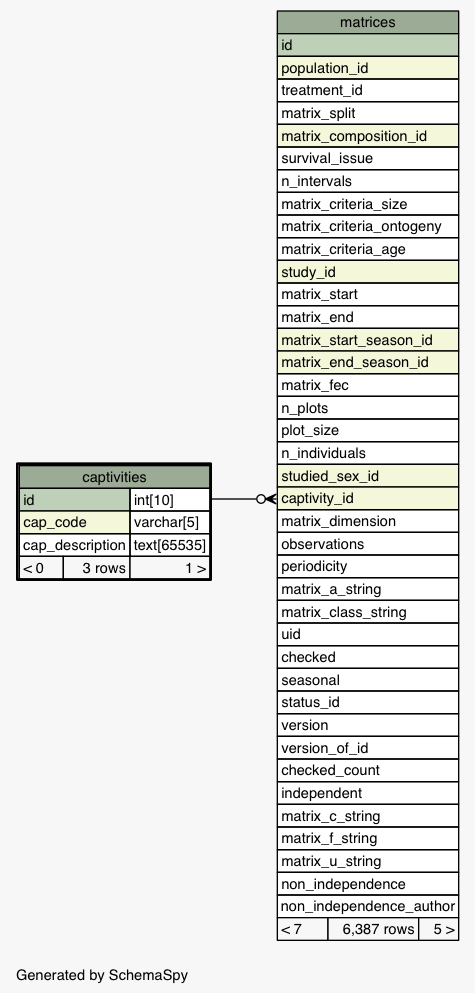 matrices
id
population_id
treatment_id
matrix_split
matrix_composition_id
survival_issue
n_intervals
matrix_criteria_size
matrix_criteria_ontogeny
matrix_criteria_age
study_id
matrix_start
matrix_end
matrix_start_season_id
matrix_end_season_id
matrix_fec
n_plots
plot_size
n_individuals
studied_sex_id
captivity_id
matrix_dimension
observations
periodicity
matrix_a_string
matrix_class_string
uid
checked
seasonal
status_id
version
version_of_id
checked_count
independent
matrix_c_string
matrix_f_string
matrix_u_string
non_independence
non_independence_author
< 7 6,387 rows 5 >
captivities
id int[10]
cap_code varchar[5]
cap_description text[65535]
< 0 3 rows 1 >
Generated by SchemaSpy